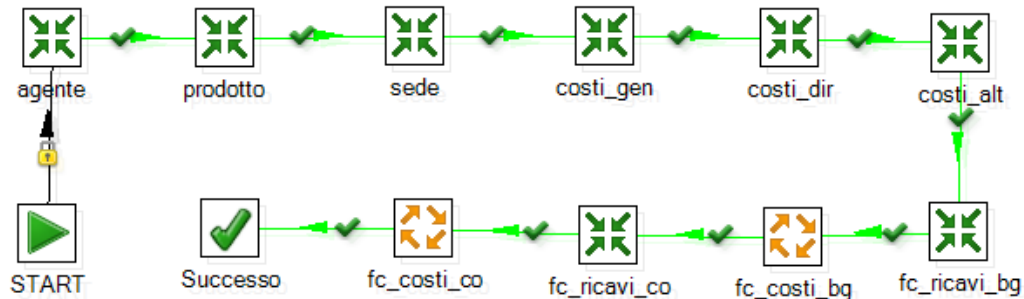 agente
prodotto
sede
costi_gen
costi_dir
costi_alt
START
Successo
fc_costi_co
fc_ricavi_co
fc_costi_bg
fc_ricavi_bg